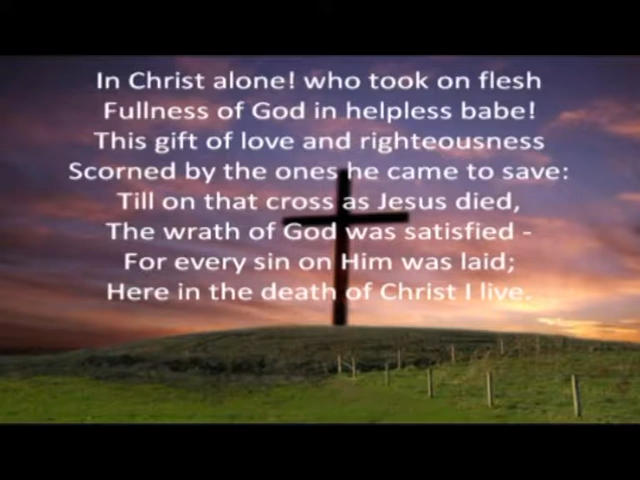 In Christ alone! who took on flesh
Fullness of God in helpless babe!
This gift of love and righteousness
Scorned by the ones he came to save:
Till on that cross as Jesus died,
The wrath of God was satisfied -
For every sin on Him was laid;
Here in the death of Christ I live.